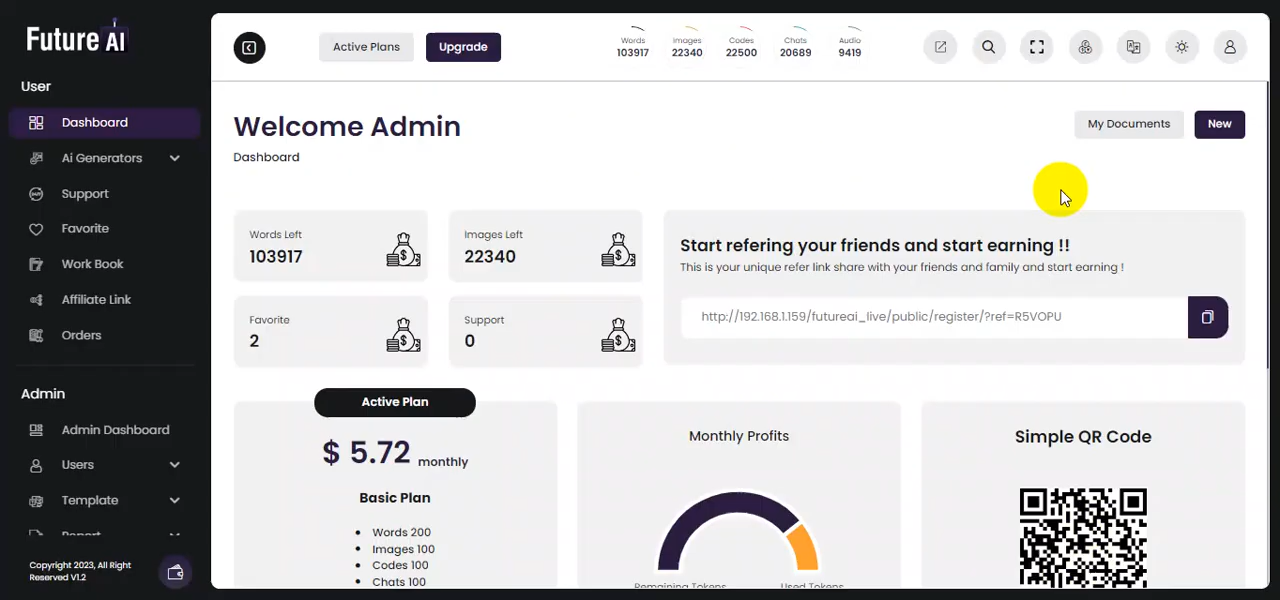 Future Ai
User
Dashboard
Ai Generators
Support
Favorite
Work Book
Affiliate Link
Orders
Admin
Admin Dashboard
Users
Template
Report
Copyright 2023, All Right
Reserved V1.2
Active Plans
Upgrade
Words
103917
Images
22340
Codes
22500
Chats
20689
Audio
9419
Welcome Admin
Dashboard
My Documents
New
Words Left
103917
Images Left
22340
Favorite
2
Support
0
Start refering your friends and start earning !!
This is your unique refer link share with your friends and family and start earning !
http://192.168.1.159/futureai_live/public/register/?ref=R5VOPU
Active Plan
$ 5.72 monthly
Basic Plan
Words 200
Images 100
Codes 100
Chats 100
Monthly Profits
Remaining Tokens
Used Tokens
Simple QR Code